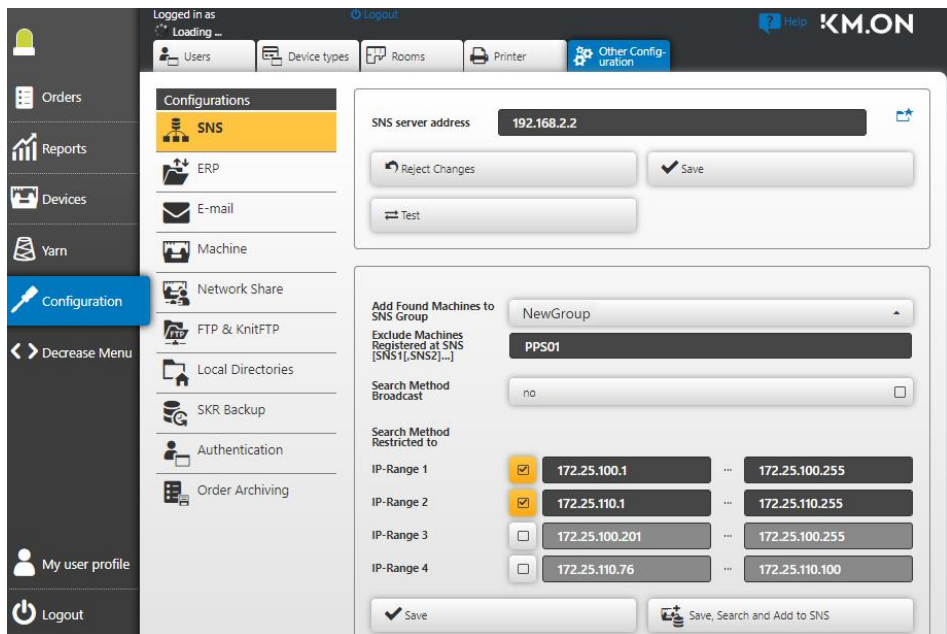 Logged in as
Loading ...
Logout
Help
KM.ON
Users
Device types
Rooms
Printer
Other Config-
uration
Orders
Reports
Devices
Yarn
Configuration
Decrease Menu
My user profile
Logout
Configurations
SNS
ERP
E-mail
Machine
Network Share
FTP & KnitFTP
FTP
Local Directories
SKR Backup
Authentication
Order Archiving
SNS server address
192.168.2.2
Reject Changes
Save
Test
Add Found Machines to
SNS Group
NewGroup
Exclude Machines
Registered at SNS
[SNS1[,SNS2]...]
PPS01
Search Method
Broadcast
no
Search Method
Restricted to
IP-Range 1 172.25.100.1 ... 172.25.100.255
IP-Range 2 172.25.110.1 ... 172.25.110.255
IP-Range 3 172.25.100.201 ... 172.25.100.255
IP-Range 4 172.25.110.76 ... 172.25.110.100
Save
Save, Search and Add to SNS